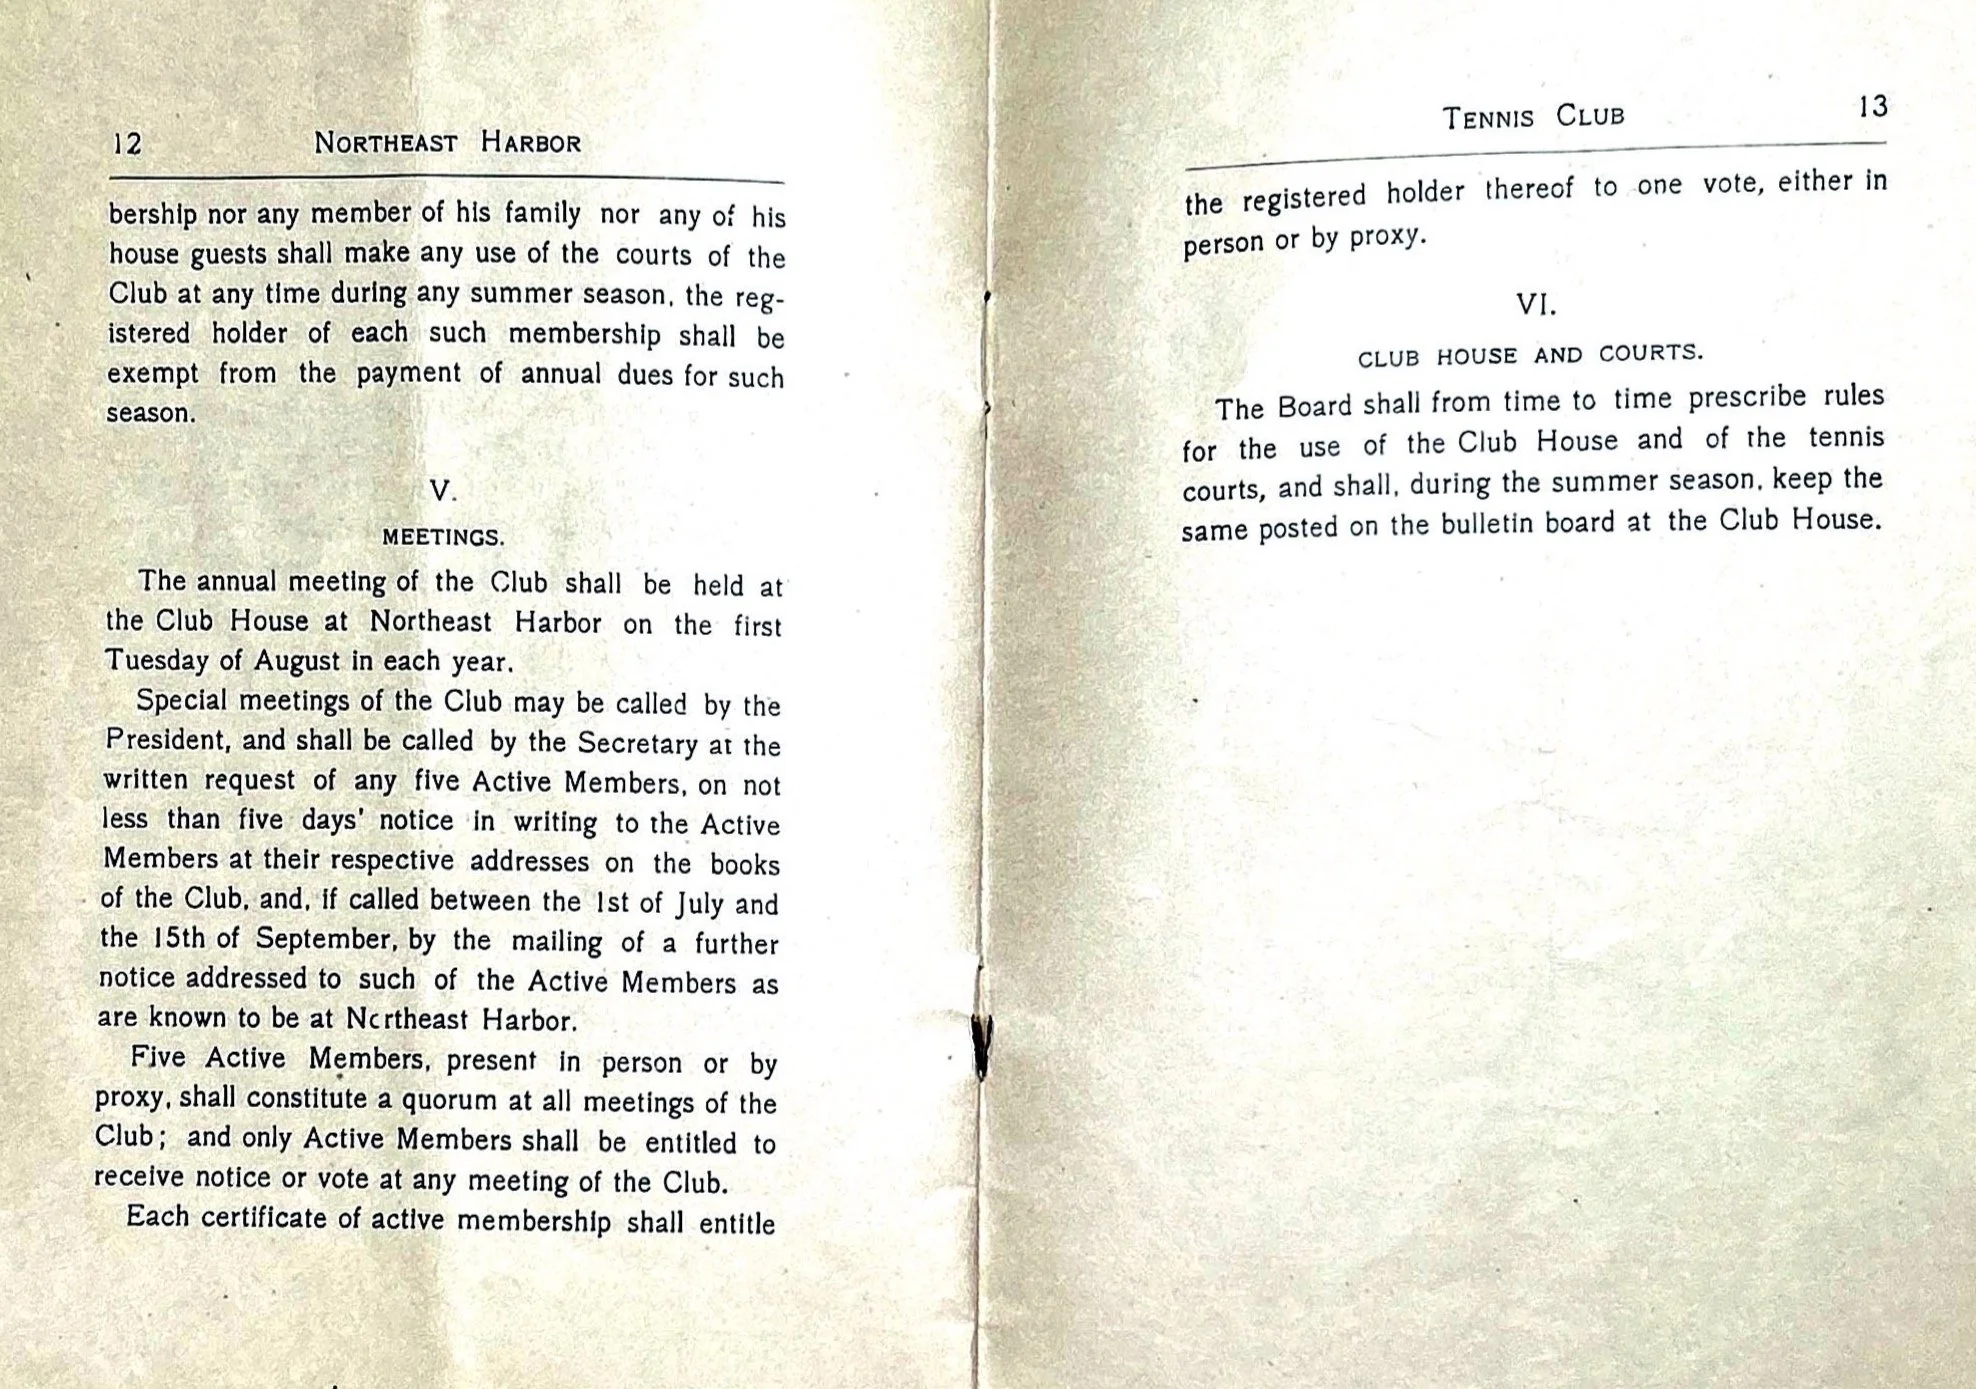 12 NORTHEAST HARBOR
bership nor any member of his family nor any of his
house guests shall make any use of the courts of the
Club at any time during any summer season, the reg-
istered holder of each such membership shall be
exempt from the payment of annual dues for such
season.
V.
MEETINGS.
The annual meeting of the Club shall be held at
the Club House at Northeast Harbor on the first
Tuesday of August in each year.
Special meetings of the Club may be called by the
President, and shall be called by the Secretary at the
written request of any five Active Members, on not
less than five days' notice in writing to the Active
Members at their respective addresses on the books
of the Club, and, if called between the 1st of July and
the 15th of September, by the mailing of a further
notice addressed to such of the Active Members as
are known to be at Northeast Harbor.
Five Active Members, present in person or by
proxy, shall constitute a quorum at all meetings of the
Club; and only Active Members shall be entitled to
receive notice or vote at any meeting of the Club.
Each certificate of active membership shall entitle
TENNIS CLUB 13
the registered holder thereof to one vote, either in
person or by proxy.
VI.
CLUB HOUSE AND COURTS.
The Board shall from time to time prescribe rules
for the use of the Club House and of the tennis
courts, and shall, during the summer season, keep the
same posted on the bulletin board at the Club House.